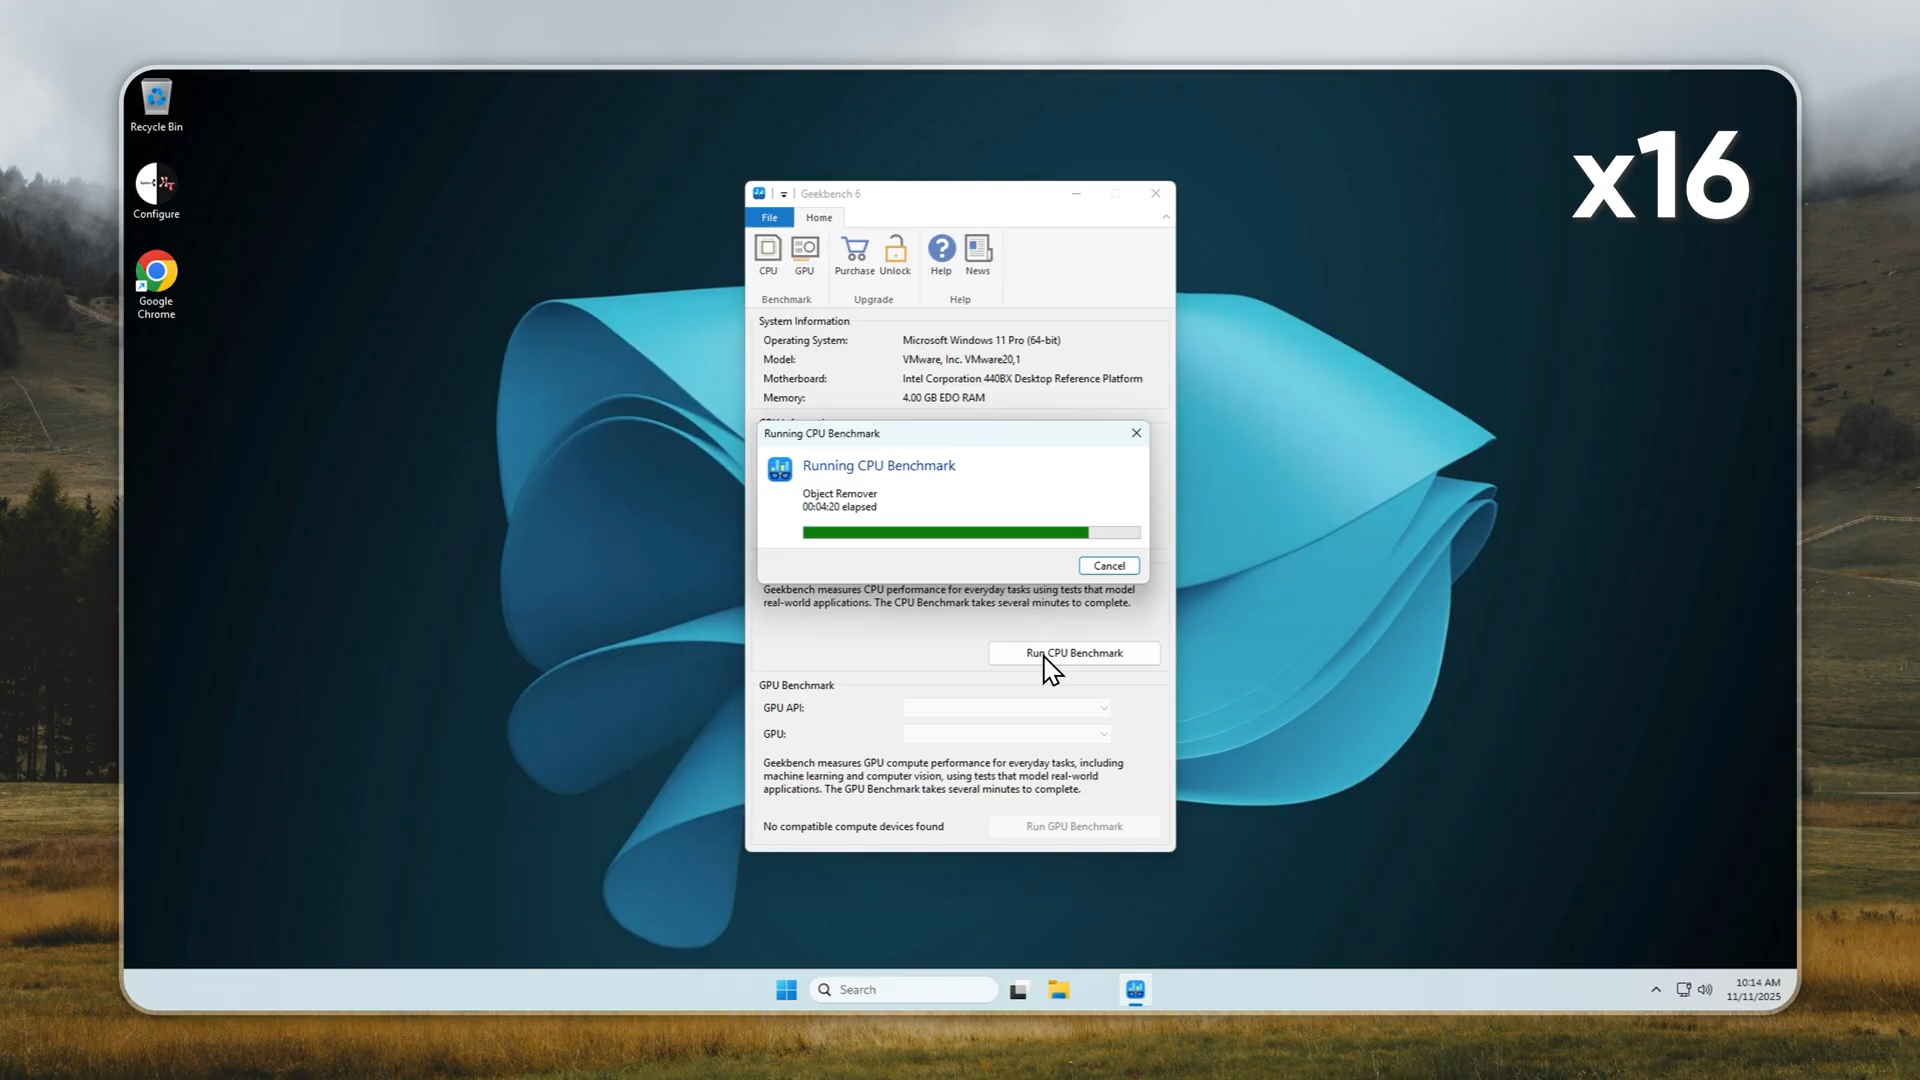 Recycle Bin
Configure
Google
Chrome
x16
Geekbench 6
File
Home
CPU
GPU
Purchase
Unlock
Help
News
Benchmark
Upgrade
Help
System Information
Operating System:
Microsoft Windows 11 Pro (64-bit)
Model:
VMware, Inc. VMware20,1
Motherboard:
Intel Corporation 440BX Desktop Reference Platform
Memory:
4.00 GB EDO RAM
Running CPU Benchmark
Running CPU Benchmark
Object Remover
00:04:20 elapsed
Cancel
Geekbench measures CPU performance for everyday tasks using tests that model
real-world applications. The CPU Benchmark takes several minutes to complete.
Run CPU Benchmark
GPU Benchmark
GPU API:
GPU:
Geekbench measures GPU compute performance for everyday tasks, including
machine learning and computer vision, using tests that model real-world
applications. The GPU Benchmark takes several minutes to complete.
No compatible compute devices found
Run GPU Benchmark
Search
10:14 AM
11/11/2025